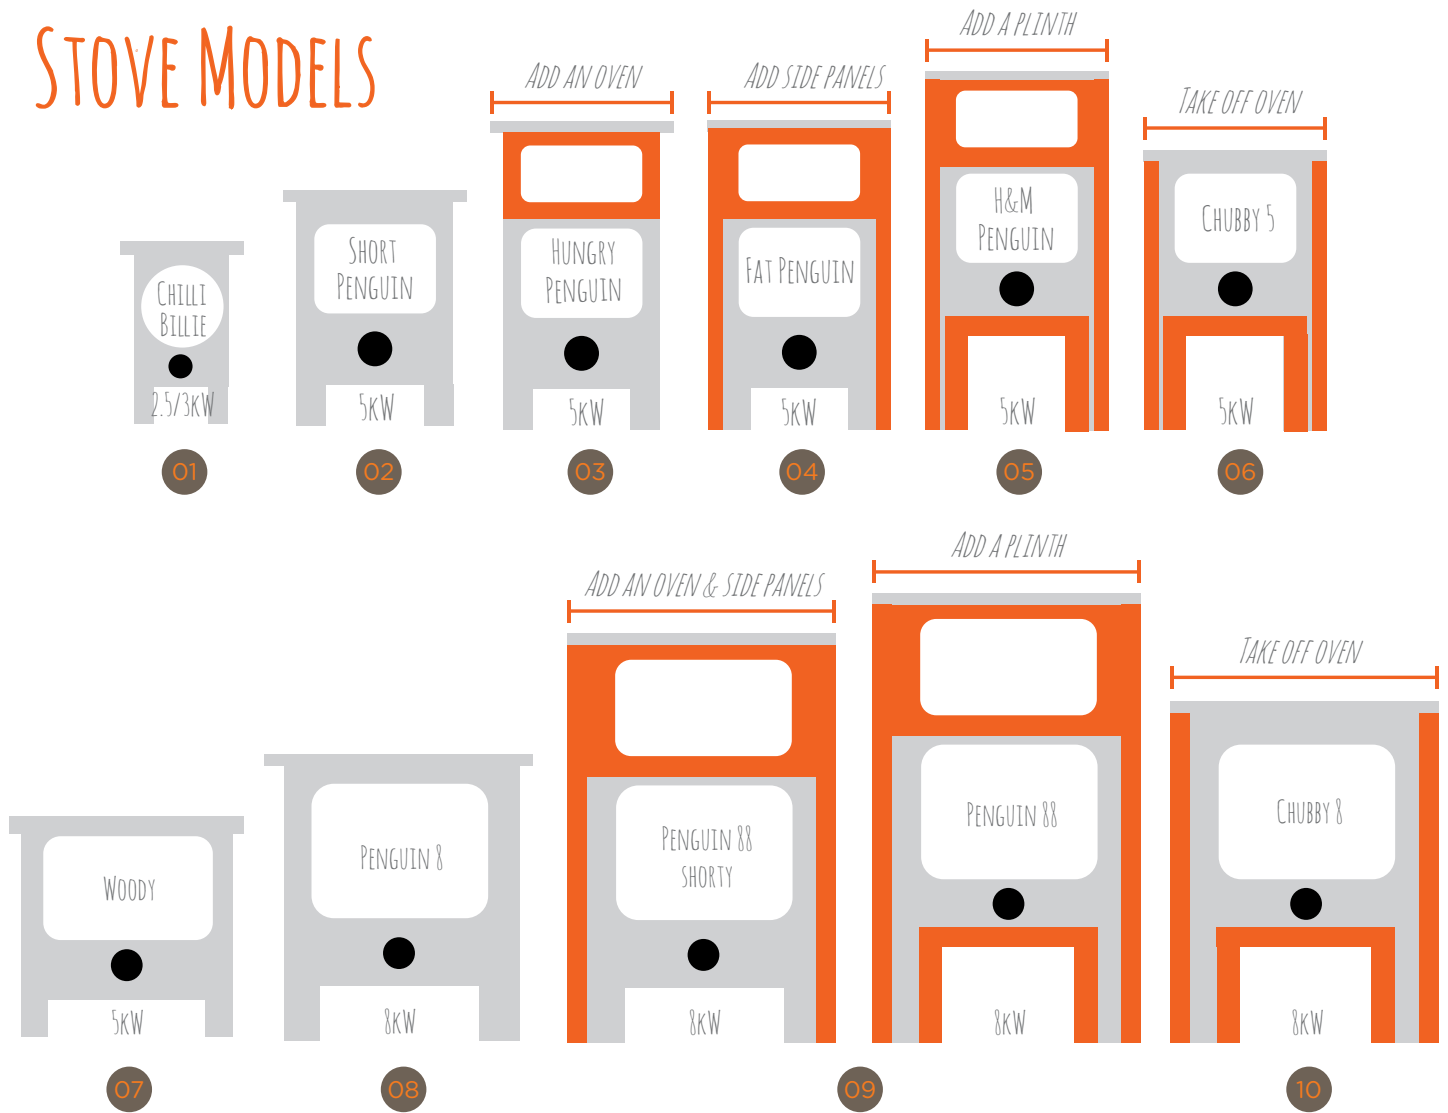 Stove Models
Add an oven
Add side panels
Add a plinth
Take off oven
Chilli
Billie
2.5/3kW
Short
Penguin
5kW
Hungry
Penguin
5kW
Fat Penguin
5kW
H&M
Penguin
5kW
Chubby 5
5kW
01
02
03
04
05
06
Add an oven & side panels
Add a plinth
Take off oven
Woody
5kW
Penguin 8
8kW
Penguin 88
shorty
8kW
Penguin 88
8kW
Chubby 8
8kW
07
08
09
10